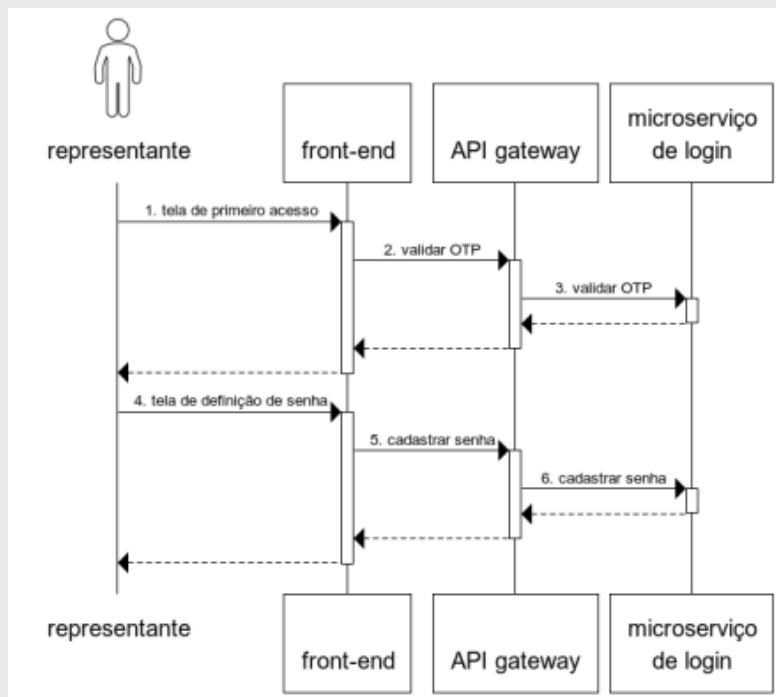 representante
front-end
API gateway
microserviço
de login
1. tela de primeiro acesso
2. validar OTP
3. validar OTP
4. tela de definição de senha
5. cadastrar senha
6. cadastrar senha
representante
front-end
API gateway
microserviço
de login